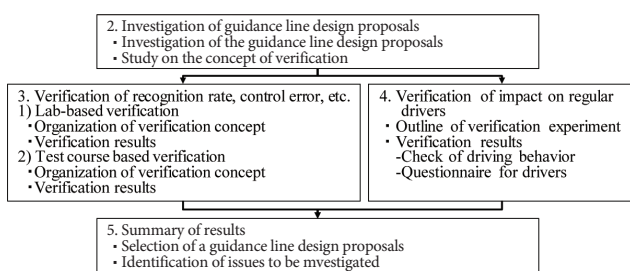 2. Investigation of guidance line design proposals
・Investigation of the guidance line design proposals
・Study on the concept of verification
3. Verification of recognition rate, control error, etc.
1) Lab-based verification
・Organization of verification concept
・Verification results
2) Test course based verification
・Organization of verification concept
・Verification results
4. Verification of impact on regular
drivers
・Outline of verification experiment
・Verification results
-Check of driving behavior
-Questionnaire for drivers
5. Summary of results
・Selection of a guidance line design proposals
・Identification of issues to be mvestigated